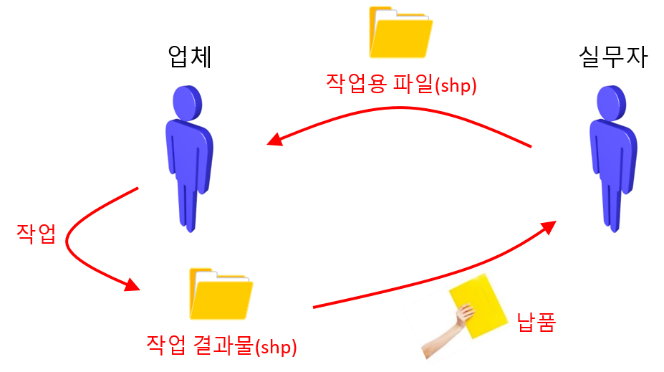 업체
실무자
작업용 파일(shp)
작업
작업 결과물(shp)
납품